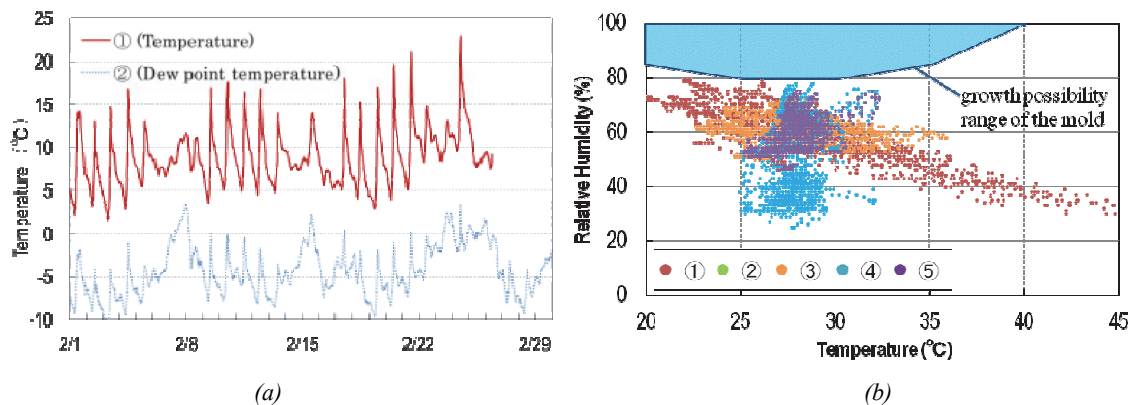 25
20
15
10
5
0
-5
-10
Temperature (°C)
① (Temperature)
② (Dew point temperature)
2/1
2/8
2/15
2/22
2/29
(a)
100
80
60
40
20
0
Relative Humidity (%)
growth possibility
range of the mold
① ② ③ ④ ⑤
20 25 30 35 40 45
Temperature (°C)
(b)